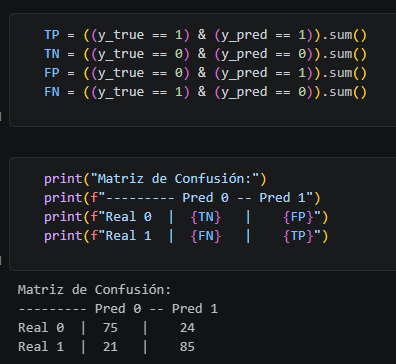 TP = ((y_true == 1) & (y_pred == 1)).sum()
TN = ((y_true == 0) & (y_pred == 0)).sum()
FP = ((y_true == 0) & (y_pred == 1)).sum()
FN = ((y_true == 1) & (y_pred == 0)).sum()
print("Matriz de Confusión:")
print(f"--------- Pred 0 -- Pred 1")
print(f"Real 0  |  {TN}   |    {FP}")
print(f"Real 1  |  {FN}   |    {TP}")
Matriz de Confusión:
--------- Pred 0 -- Pred 1
Real 0  |  75   |    24
Real 1  |  21   |    85